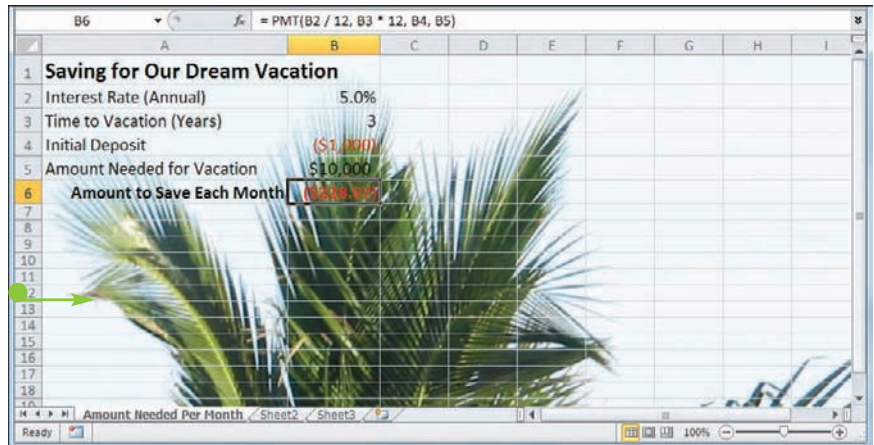 B6 fx = PMT(B2 / 12, B3 * 12, B4, B5)
A B C D E F G H I
1 Saving for Our Dream Vacation
2 Interest Rate (Annual) 5.0%
3 Time to Vacation (Years) 3
4 Initial Deposit ($1,000)
5 Amount Needed for Vacation $10,000
6 Amount to Save Each Month
7
8
9
10
11
13
14
15
16
17
18
Amount Needed Per Month Sheet2 Sheet3
Ready 100%